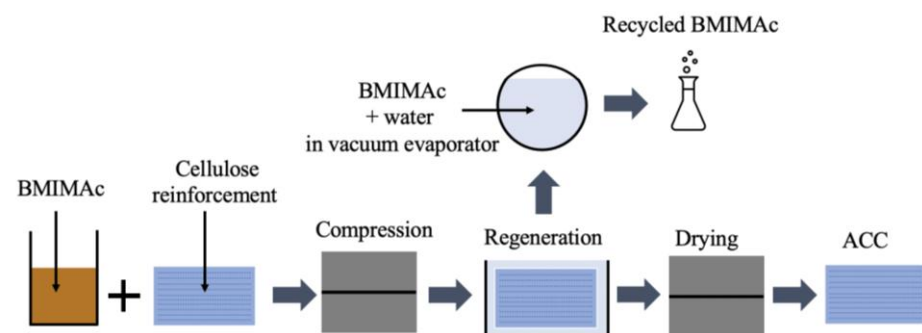 Recycled BMIMAc
BMIMAc
+ water
in vacuum evaporator
BMIMAc
Cellulose
reinforcement
Compression
Regeneration
Drying
ACC
+